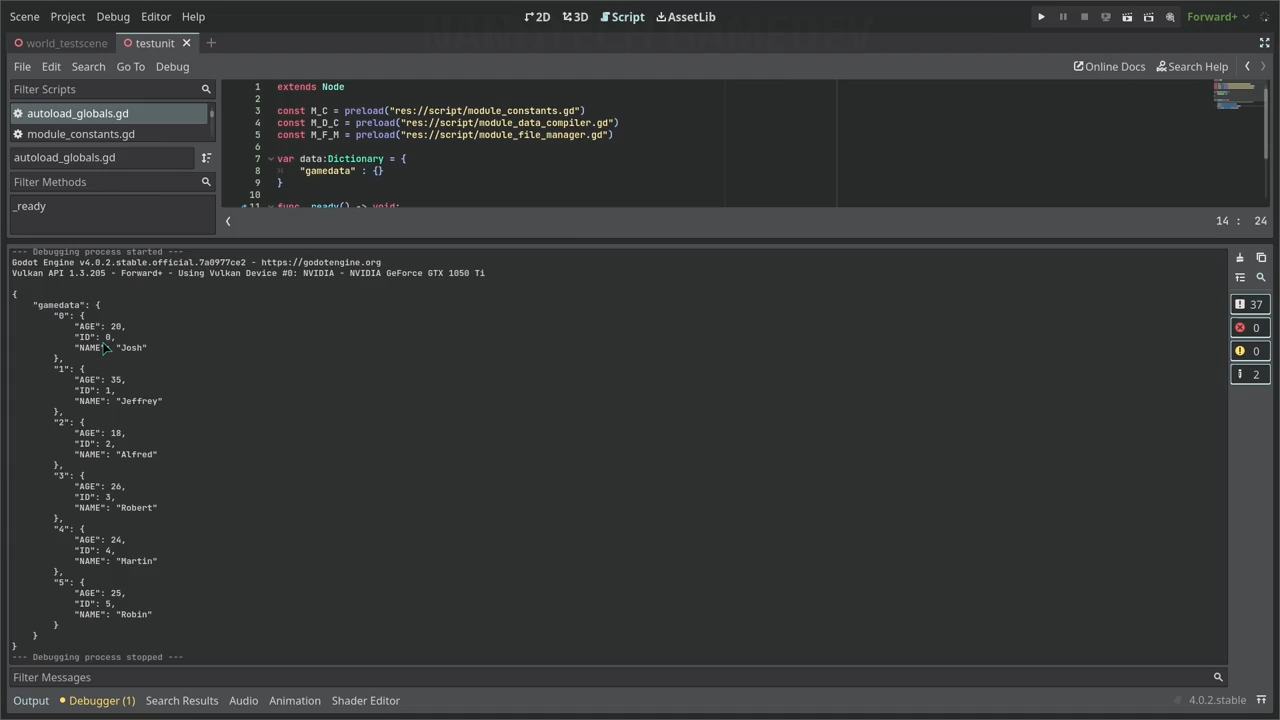 Scene Project Debug Editor Help 2D 3D Script AssetLib Forward+
world_testscene testunit
File Edit Search Go To Debug Online Docs Search Help
Filter Scripts
autoload_globals.gd
module_constants.gd
autoload_globals.gd
Filter Methods
_ready
1 extends Node
2
3 const M_C = preload("res://script/module_constants.gd")
4 const M_D_C = preload("res://script/module_data_compiler.gd")
5 const M_F_M = preload("res://script/module_file_manager.gd")
6
7 var data:Dictionary = {
8 "gamedata" : {}
9 }
10
11 func _ready() -> void:
14 : 24
--- Debugging process started ---
Godot Engine v4.0.2.stable.official.7a0977ce2 - https://godotengine.org
Vulkan API 1.3.205 - Forward+ - Using Vulkan Device #0: NVIDIA - NVIDIA GeForce GTX 1050 Ti
{
"gamedata": {
"0": {
"AGE": 20,
"ID": 0,
"NAME": "Josh"
},
"1": {
"AGE": 35,
"ID": 1,
"NAME": "Jeffrey"
},
"2": {
"AGE": 18,
"ID": 2,
"NAME": "Alfred"
},
"3": {
"AGE": 26,
"ID": 3,
"NAME": "Robert"
},
"4": {
"AGE": 24,
"ID": 4,
"NAME": "Martin"
},
"5": {
"AGE": 25,
"ID": 5,
"NAME": "Robin"
}
}
}
--- Debugging process stopped ---
37
0
0
2
Filter Messages
Output Debugger (1) Search Results Audio Animation Shader Editor 4.0.2.stable